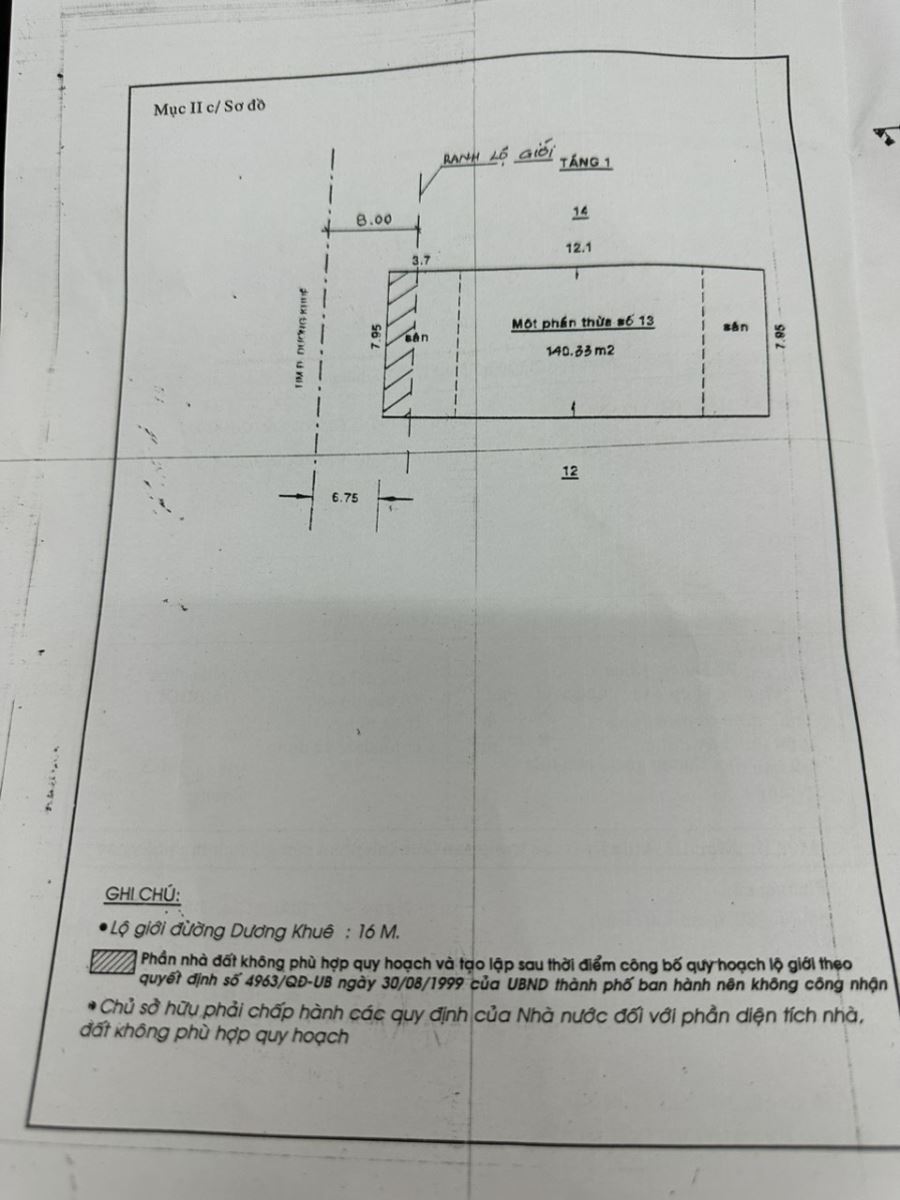 Mục II c/ Sơ đồ
RANH LỘ GIỚI
TẦNG 1
14
8.00
12.1
3.7
TIM Đ. DƯƠNG KHUÊ
7.95
sân
Một phần thửa số 13
140.33 m2
sân
7.95
12
6.75
GHI CHÚ:
• Lộ giới đường Dương Khuê : 16 M.
Phần nhà đất không phù hợp quy hoạch và tạo lập sau thời điểm công bố quy hoạch lộ giới theo
quyết định số 4963/QĐ-UB ngày 30/08/1999 của UBND thành phố ban hành nên không công nhận
• Chủ sở hữu phải chấp hành các quy định của Nhà nước đối với phần diện tích nhà,
đất không phù hợp quy hoạch